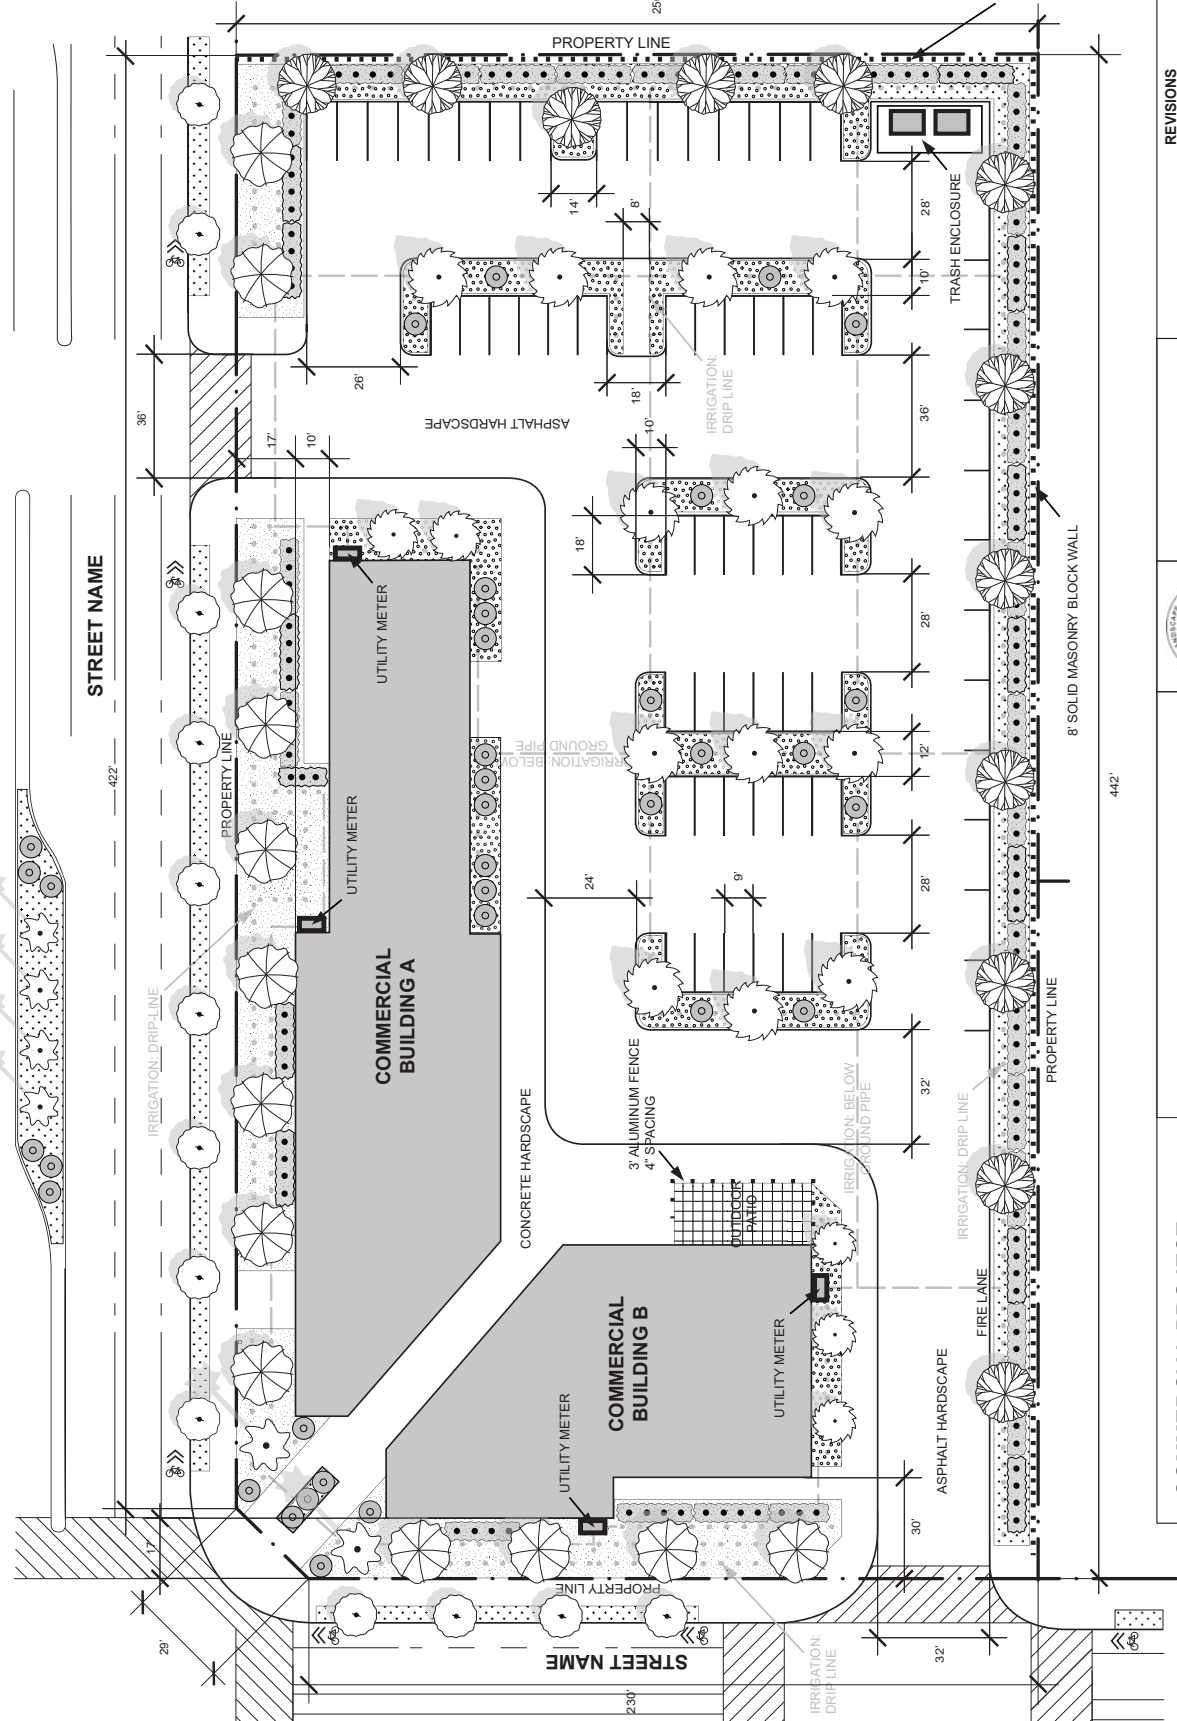 PROPERTY LINE
REVISIONS
36'
26'
17'
10'
14'
8'
28'
10'
TRASH ENCLOSURE
IRRIGATION:
DRIP LINE
18'
10'
ASPHALT HARDSCAPE
36'
STREET NAME
422'
PROPERTY LINE
UTILITY METER
UTILITY METER
18'
28'
8' SOLID MASONRY BLOCK WALL
IRRIGATION: BELOW
GROUND PIPE
12'
442'
24'
9'
28'
IRRIGATION: DRIP LINE
COMMERCIAL
BUILDING A
CONCRETE HARDSCAPE
3' ALUMINUM FENCE
4" SPACING
IRRIGATION: BELOW
GROUND PIPE
32'
PROPERTY LINE
IRRIGATION: DRIP LINE
OUTDOOR
PATIO
COMMERCIAL
BUILDING B
UTILITY METER
UTILITY METER
FIRE LANE
ASPHALT HARDSCAPE
30'
17'
29'
PROPERTY LINE
STREET NAME
230'
32'
IRRIGATION:
DRIP LINE